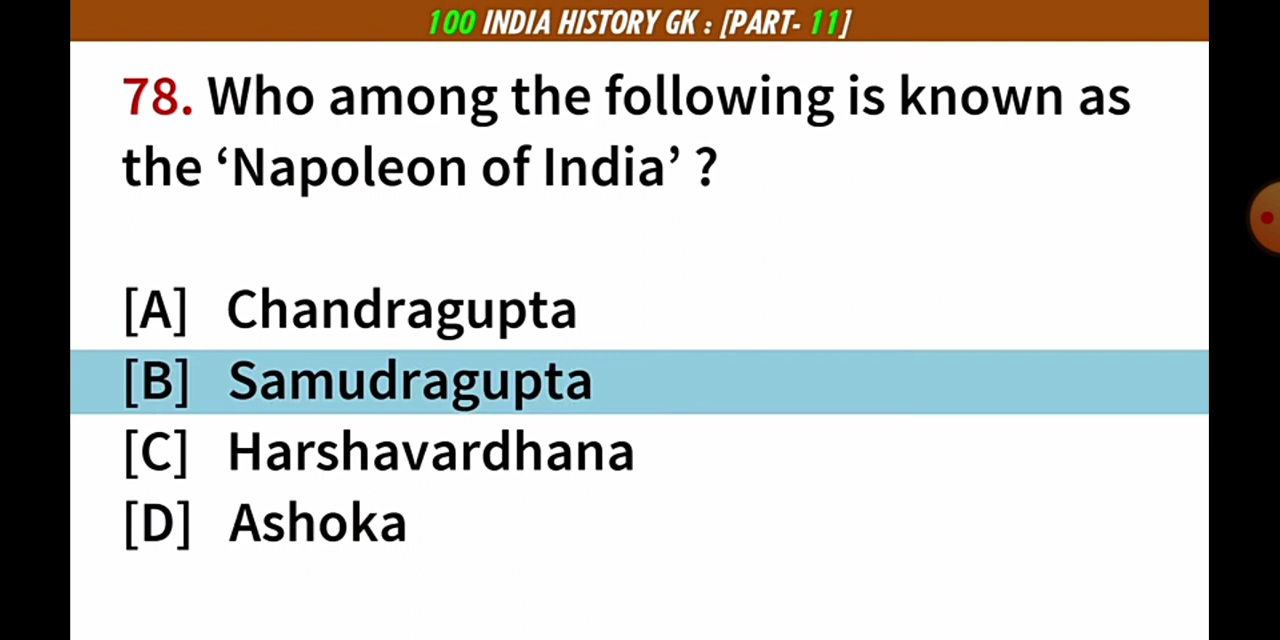 100 INDIA HISTORY GK : [PART- 11]
78. Who among the following is known as
the ‘Napoleon of India’ ?
[A] Chandragupta
[B] Samudragupta
[C] Harshavardhana
[D] Ashoka